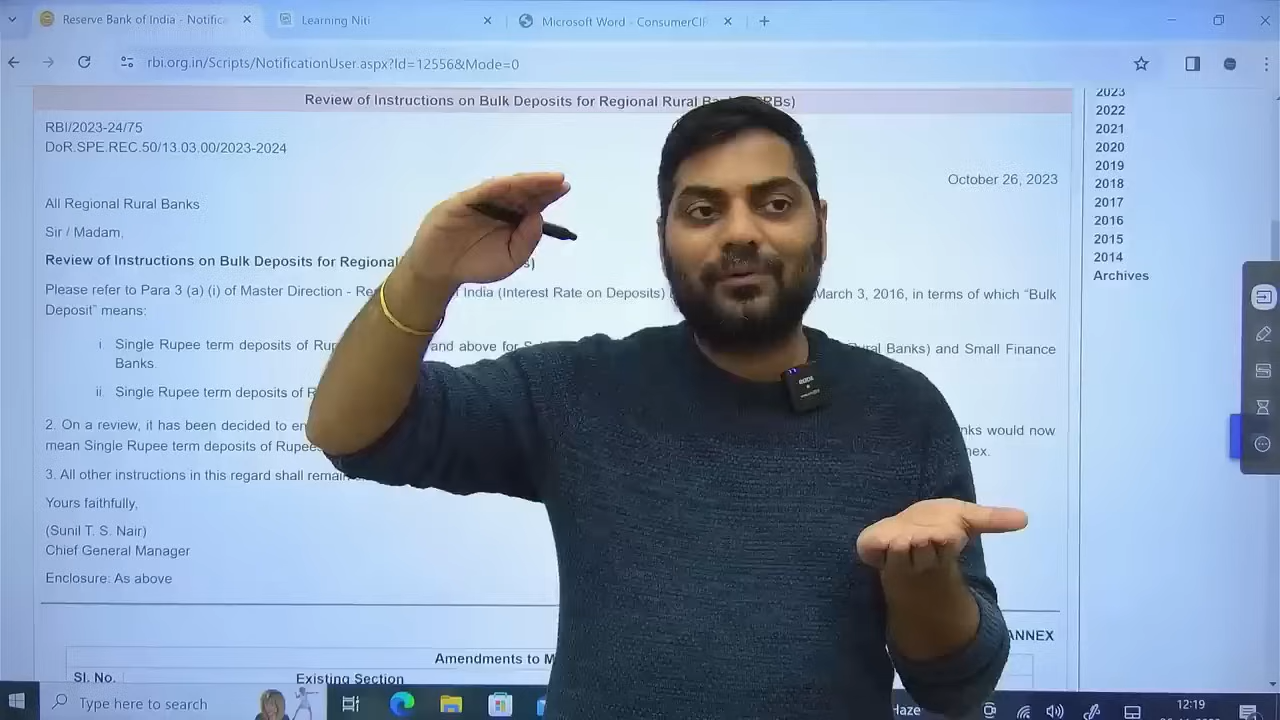 Reserve Bank of India - Notifica
Learning Niti
Microsoft Word - ConsumerCIF
rbi.org.in/Scripts/NotificationUser.aspx?Id=12556&Mode=0
Review of Instructions on Bulk Deposits for Regional Rural Ba RBs)
RBI/2023-24/75
DoR.SPE.REC.50/13.03.00/2023-2024
October 26, 2023
All Regional Rural Banks
Sir / Madam,
Review of Instructions on Bulk Deposits for Regional s)
Please refer to Para 3 (a) (i) of Master Direction - Re India (Interest Rate on Deposits) March 3, 2016, in terms of which “Bulk
Deposit” means:
i. Single Rupee term deposits of Rup and above for Sc ural Banks) and Small Finance
Banks.
ii. Single Rupee term deposits of R
2. On a review, it has been decided to en nks would now
mean Single Rupee term deposits of Rupee nex.
3. All other instructions in this regard shall remain
Yours faithfully,
(Sunil T. S. Nair)
Chief General Manager
Enclosure: As above
ANNEX
Amendments to M
Sl. No. Existing Section
2023
2022
2021
2020
2019
2018
2017
2016
2015
2014
Archives
Type here to search
Haze
12:19